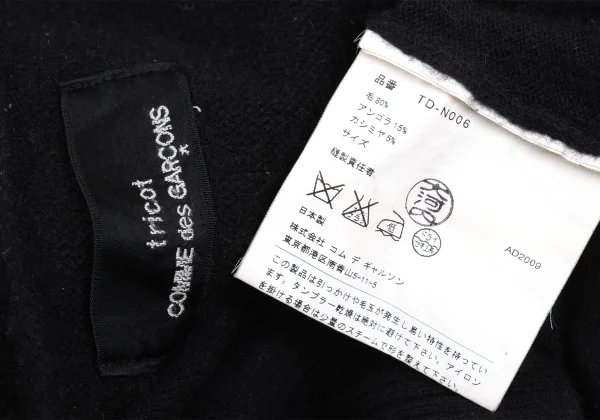 tricot
COMME des GARCONS
品番 TD-N006
毛 80%
アンゴラ 15%
カシミヤ 5%
サイズ
縫製責任者
低
日本製
株式会社 コム デ ギャルソン
東京都港区南青山5-11-5
AD2009
この製品は引っかけや毛玉が発生し易い特性を持ってい
ます。タンブラー乾燥は絶対に避けて下さい。アイロン
を掛ける場合は少量のスチームで形を整えて下さい。